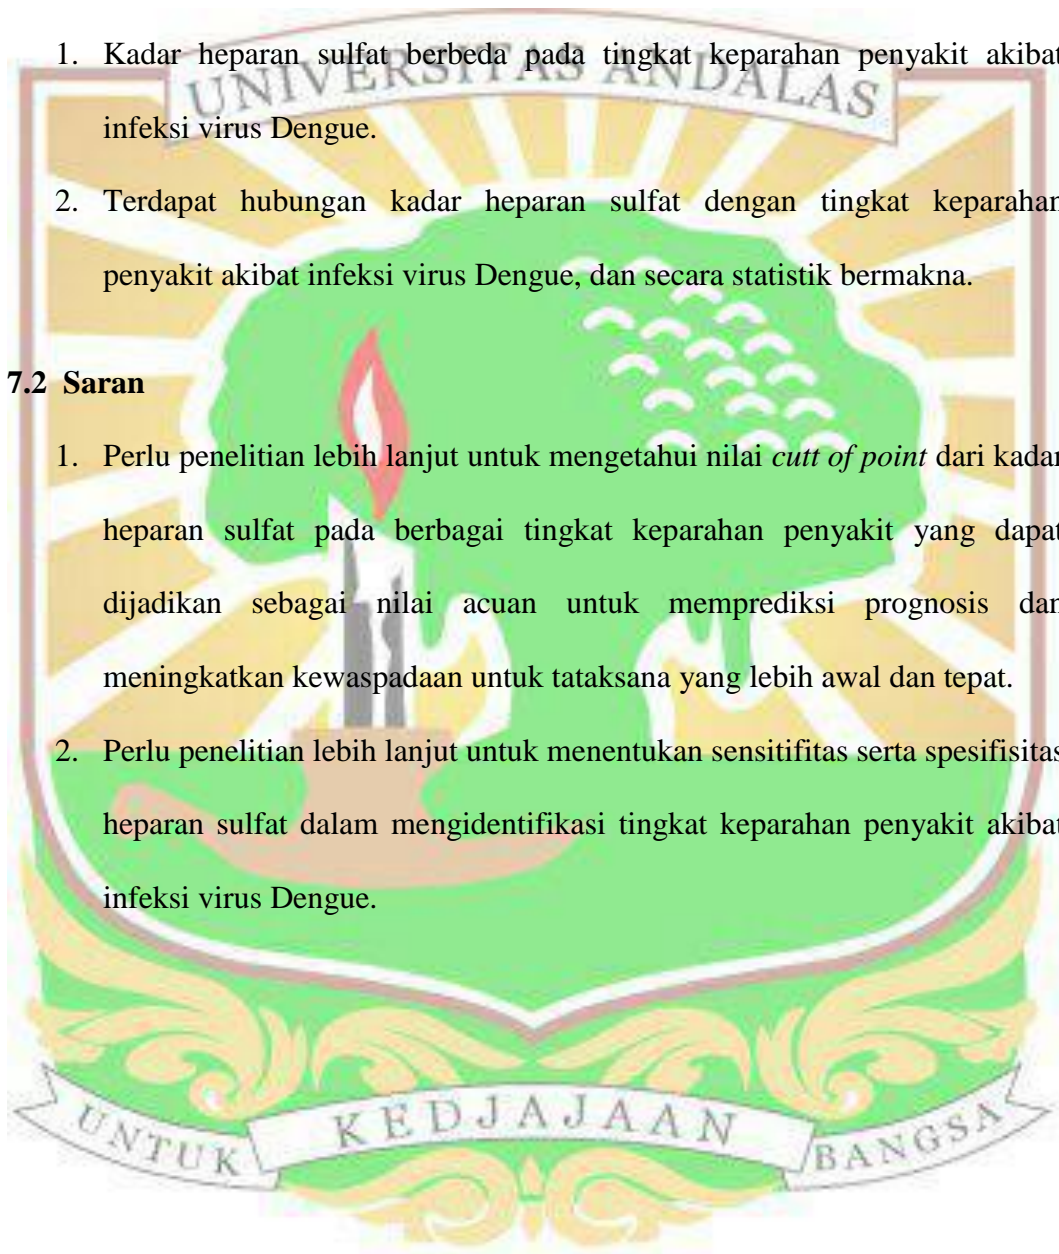 1. Kadar heparan sulfat berbeda pada tingkat keparahan penyakit akibat
UNIVERSITAS ANDALAS
infeksi virus Dengue.
2. Terdapat hubungan kadar heparan sulfat dengan tingkat keparahan
penyakit akibat infeksi virus Dengue, dan secara statistik bermakna.
7.2 Saran
1. Perlu penelitian lebih lanjut untuk mengetahui nilai cutt of point dari kadar
heparan sulfat pada berbagai tingkat keparahan penyakit yang dapat
dijadikan sebagai nilai acuan untuk memprediksi prognosis dan
meningkatkan kewaspadaan untuk tataksana yang lebih awal dan tepat.
2. Perlu penelitian lebih lanjut untuk menentukan sensitifitas serta spesifisitas
heparan sulfat dalam mengidentifikasi tingkat keparahan penyakit akibat
infeksi virus Dengue.
UNTUK KEDJAJAAN BANGSA